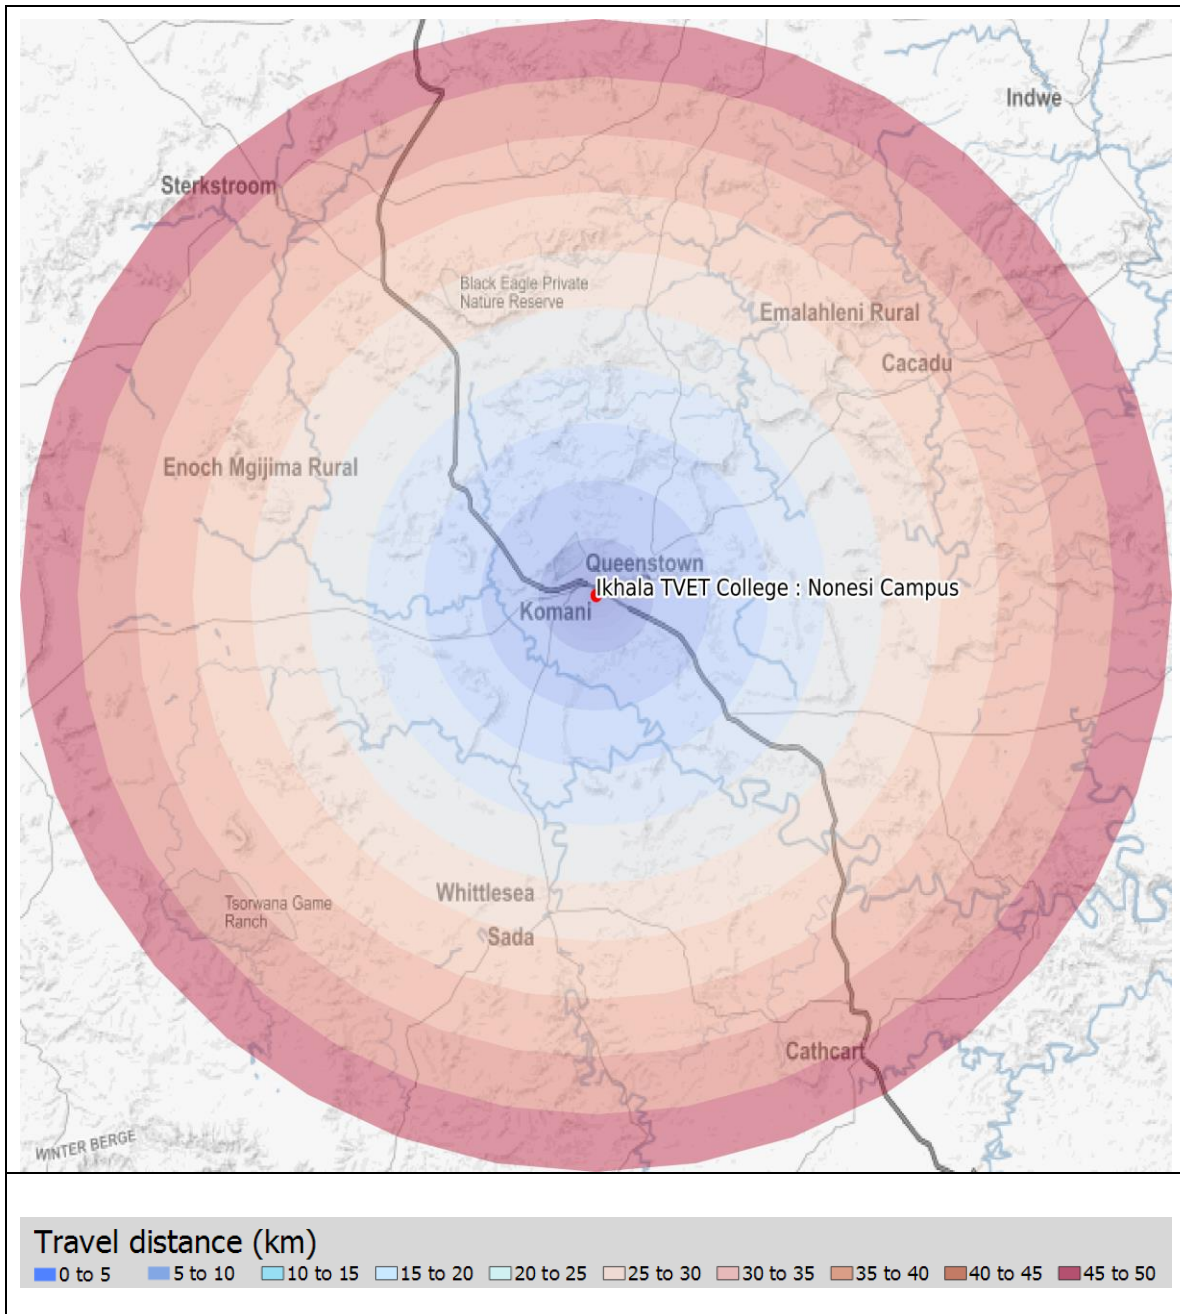 Indwe
Sterkstroom
Black Eagle Private
Nature Reserve
Emalahleni Rural
Cacadu
Enoch Mgijima Rural
Queenstown
Ikhala TVET College : Nonesi Campus
Komani
Whittlesea
Tsorwana Game
Ranch
Sada
Cathcart
WINTER BERGE
Travel distance (km)
0 to 5 5 to 10 10 to 15 15 to 20 20 to 25 25 to 30 30 to 35 35 to 40 40 to 45 45 to 50